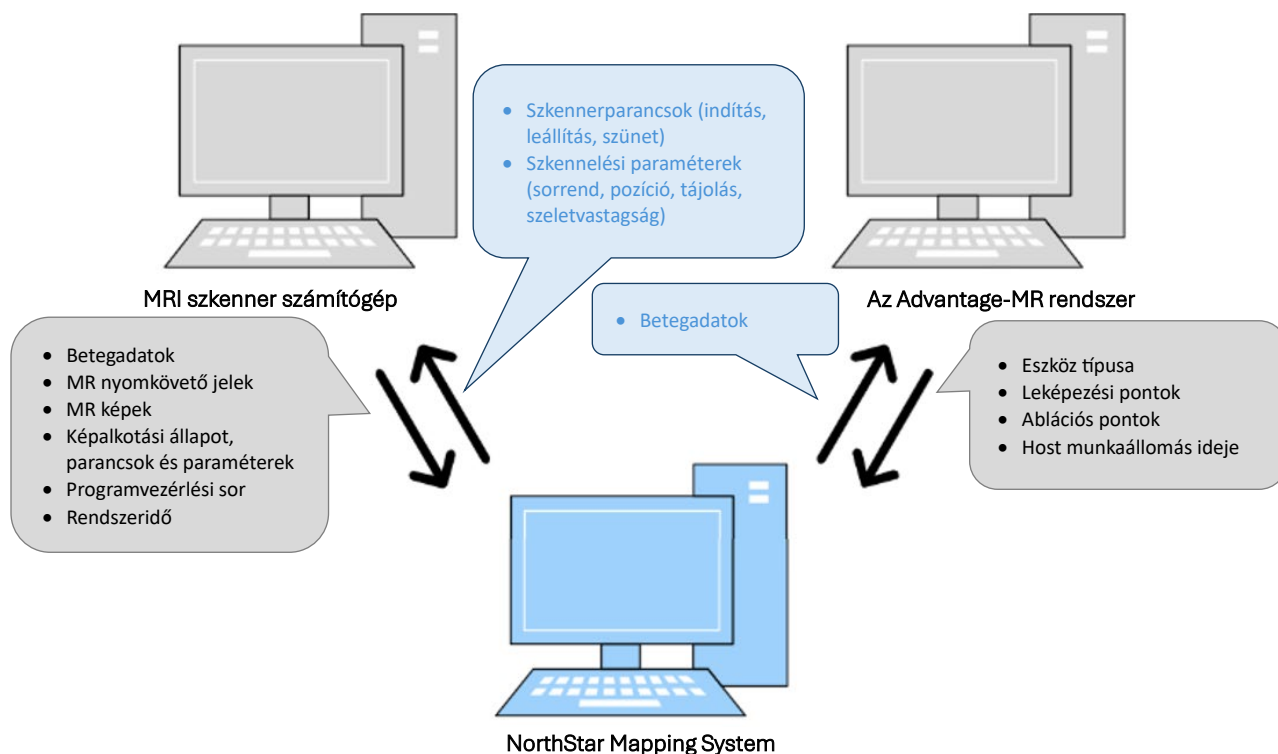 • Szkennerparancsok (indítás,
leállítás, szünet)
• Szkennelési paraméterek
(sorrend, pozíció, tájolás,
szeletvastagság)
MRI szkenner számítógép
Az Advantage-MR rendszer
• Betegadatok
• Betegadatok
• MR nyomkövető jelek
• MR képek
• Képalkotási állapot,
parancsok és paraméterek
• Programvezérlési sor
• Rendszeridő
• Eszköz típusa
• Leképezési pontok
• Ablációs pontok
• Host munkaállomás ideje
NorthStar Mapping System